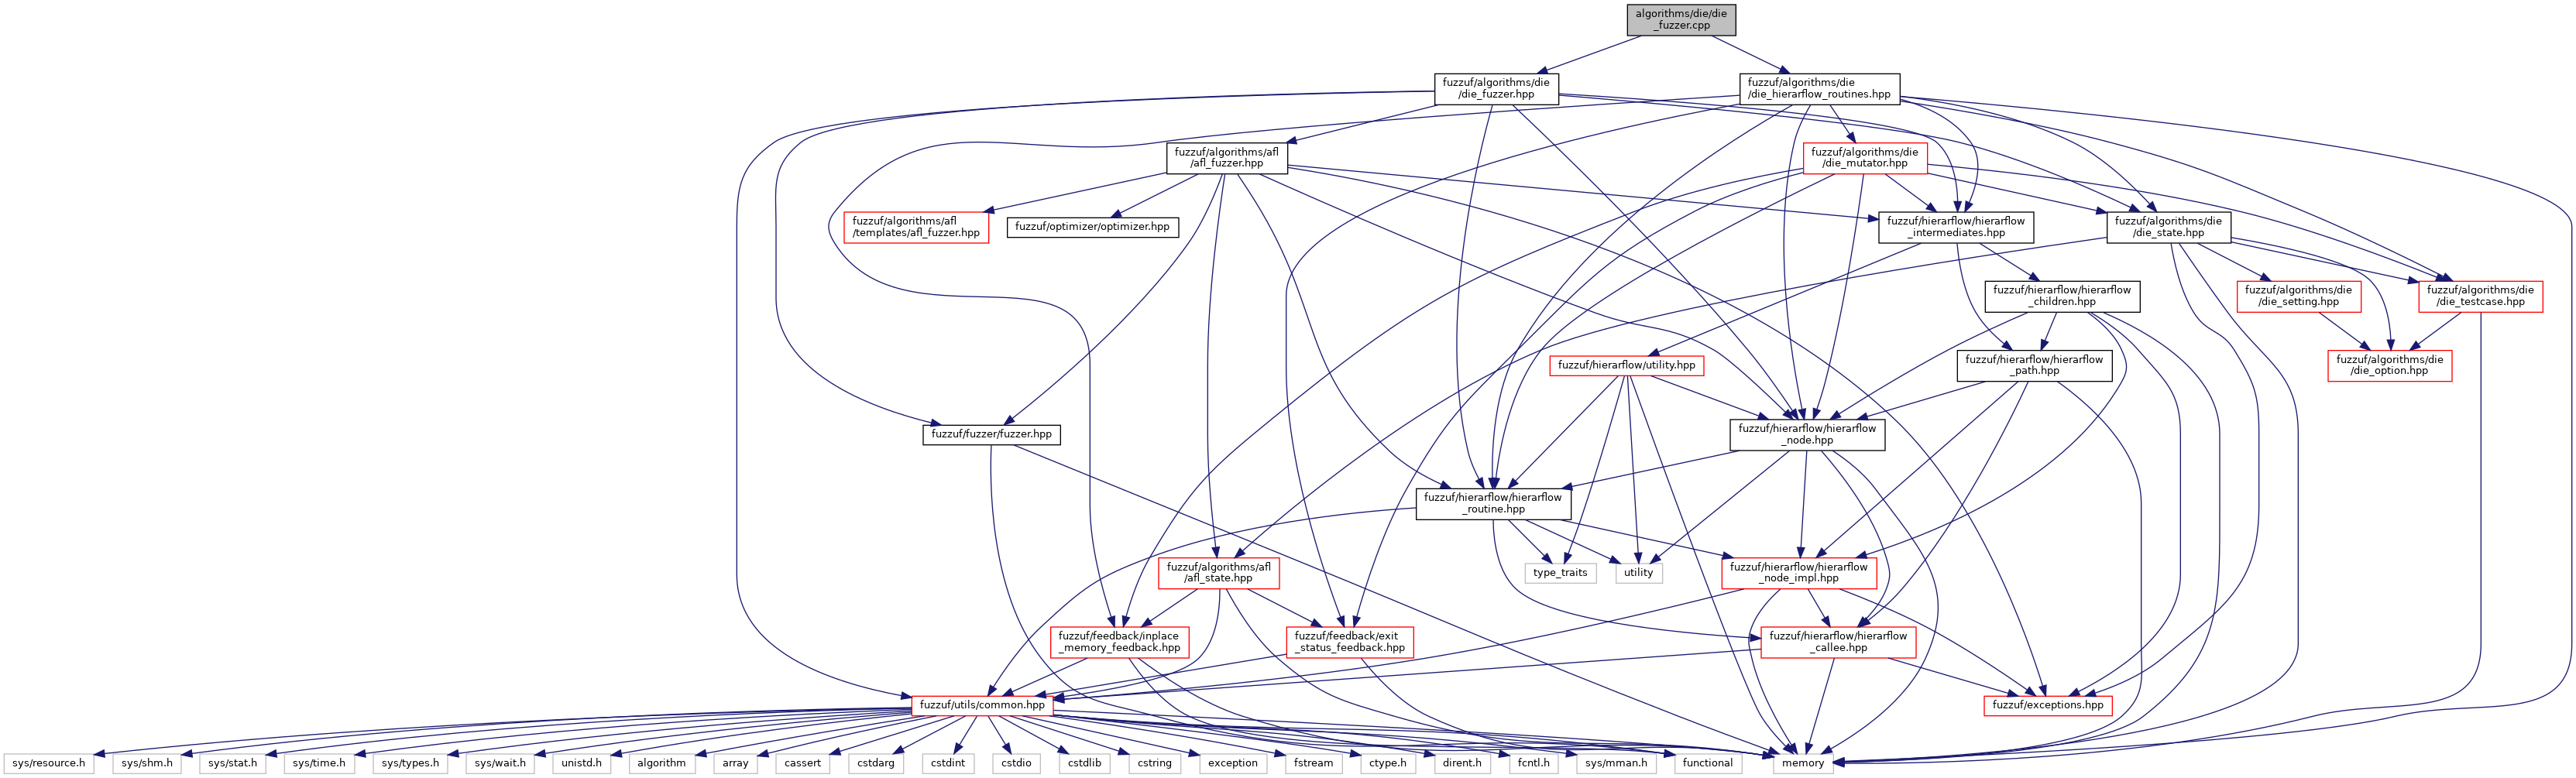 algorithms/die/die
_fuzzer.cpp
fuzzuf/algorithms/die
/die_fuzzer.hpp
fuzzuf/algorithms/die
/die_hierarflow_routines.hpp
fuzzuf/algorithms/afl
/afl_fuzzer.hpp
fuzzuf/algorithms/die
/die_mutator.hpp
fuzzuf/algorithms/afl
/templates/afl_fuzzer.hpp
fuzzuf/optimizer/optimizer.hpp
fuzzuf/hierarflow/hierarflow
_intermediates.hpp
fuzzuf/algorithms/die
/die_state.hpp
fuzzuf/hierarflow/hierarflow
_children.hpp
fuzzuf/algorithms/die
/die_setting.hpp
fuzzuf/algorithms/die
/die_testcase.hpp
fuzzuf/hierarflow/utility.hpp
fuzzuf/hierarflow/hierarflow
_path.hpp
fuzzuf/algorithms/die
/die_option.hpp
fuzzuf/fuzzer/fuzzer.hpp
fuzzuf/hierarflow/hierarflow
_node.hpp
fuzzuf/hierarflow/hierarflow
_routine.hpp
fuzzuf/algorithms/afl
/afl_state.hpp
type_traits
utility
fuzzuf/hierarflow/hierarflow
_node_impl.hpp
fuzzuf/feedback/inplace
_memory_feedback.hpp
fuzzuf/feedback/exit
_status_feedback.hpp
fuzzuf/hierarflow/hierarflow
_callee.hpp
fuzzuf/utils/common.hpp
fuzzuf/exceptions.hpp
sys/resource.h
sys/shm.h
sys/stat.h
sys/time.h
sys/types.h
sys/wait.h
unistd.h
algorithm
array
cassert
cstdarg
cstdint
cstdio
cstdlib
cstring
exception
fstream
ctype.h
dirent.h
fcntl.h
sys/mman.h
functional
memory